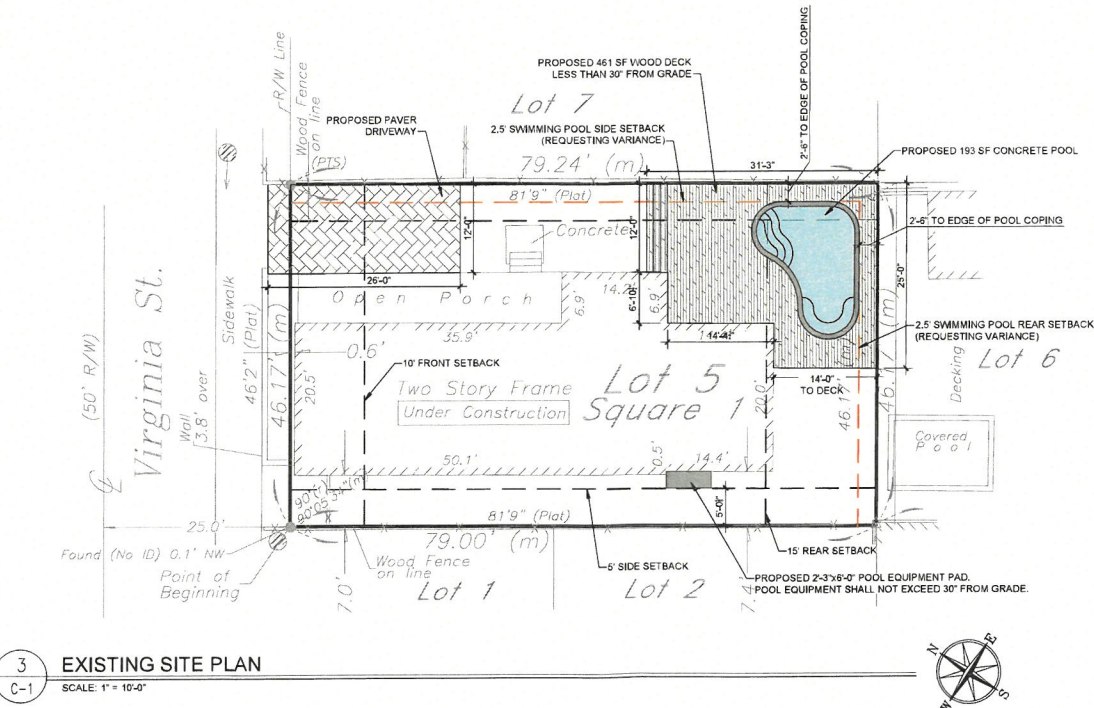 R/W Line
Wood Fence
on line
(PTS)
PROPOSED PAVER
DRIVEWAY
Lot 7
PROPOSED 461 SF WOOD DECK
LESS THAN 30" FROM GRADE
2.5' SWIMMING POOL SIDE SETBACK
(REQUESTING VARIANCE)
2'-6" TO EDGE OF POOL COPING
PROPOSED 193 SF CONCRETE POOL
79.24' (m)
31'-3"
81'9" (Plat)
2'-6" TO EDGE OF POOL COPING
12'-0"
Concrete
12'-0"
25'-0"
26'-0"
Open Porch
14.2'
6.9'
6'-10"
6.9'
35.9'
14'-4"
2.5' SWIMMING POOL REAR SETBACK
(REQUESTING VARIANCE)
Lot 6
Decking
Virginia St.
(50' R/W)
Sidewalk
46'2" (Plat)
46.17' (m)
Wall
3.8' over
0.6'
20.5'
10' FRONT SETBACK
Two Story Frame
Under Construction
Lot 5
Square 1
20.0'
14'-0"
TO DECK
Covered
Pool
50.1'
0.5'
14.4'
5'-0"
81'9" (Plat)
79.00' (m)
25.0'
Found (No ID) 0.1' NW
Point of
Beginning
Wood Fence
on line
7.0'
Lot 1
5' SIDE SETBACK
Lot 2
15' REAR SETBACK
PROPOSED 2'-3"x6'-0" POOL EQUIPMENT PAD.
POOL EQUIPMENT SHALL NOT EXCEED 30" FROM GRADE.
3
C-1
EXISTING SITE PLAN
SCALE: 1" = 10'-0"
N
E
S
W